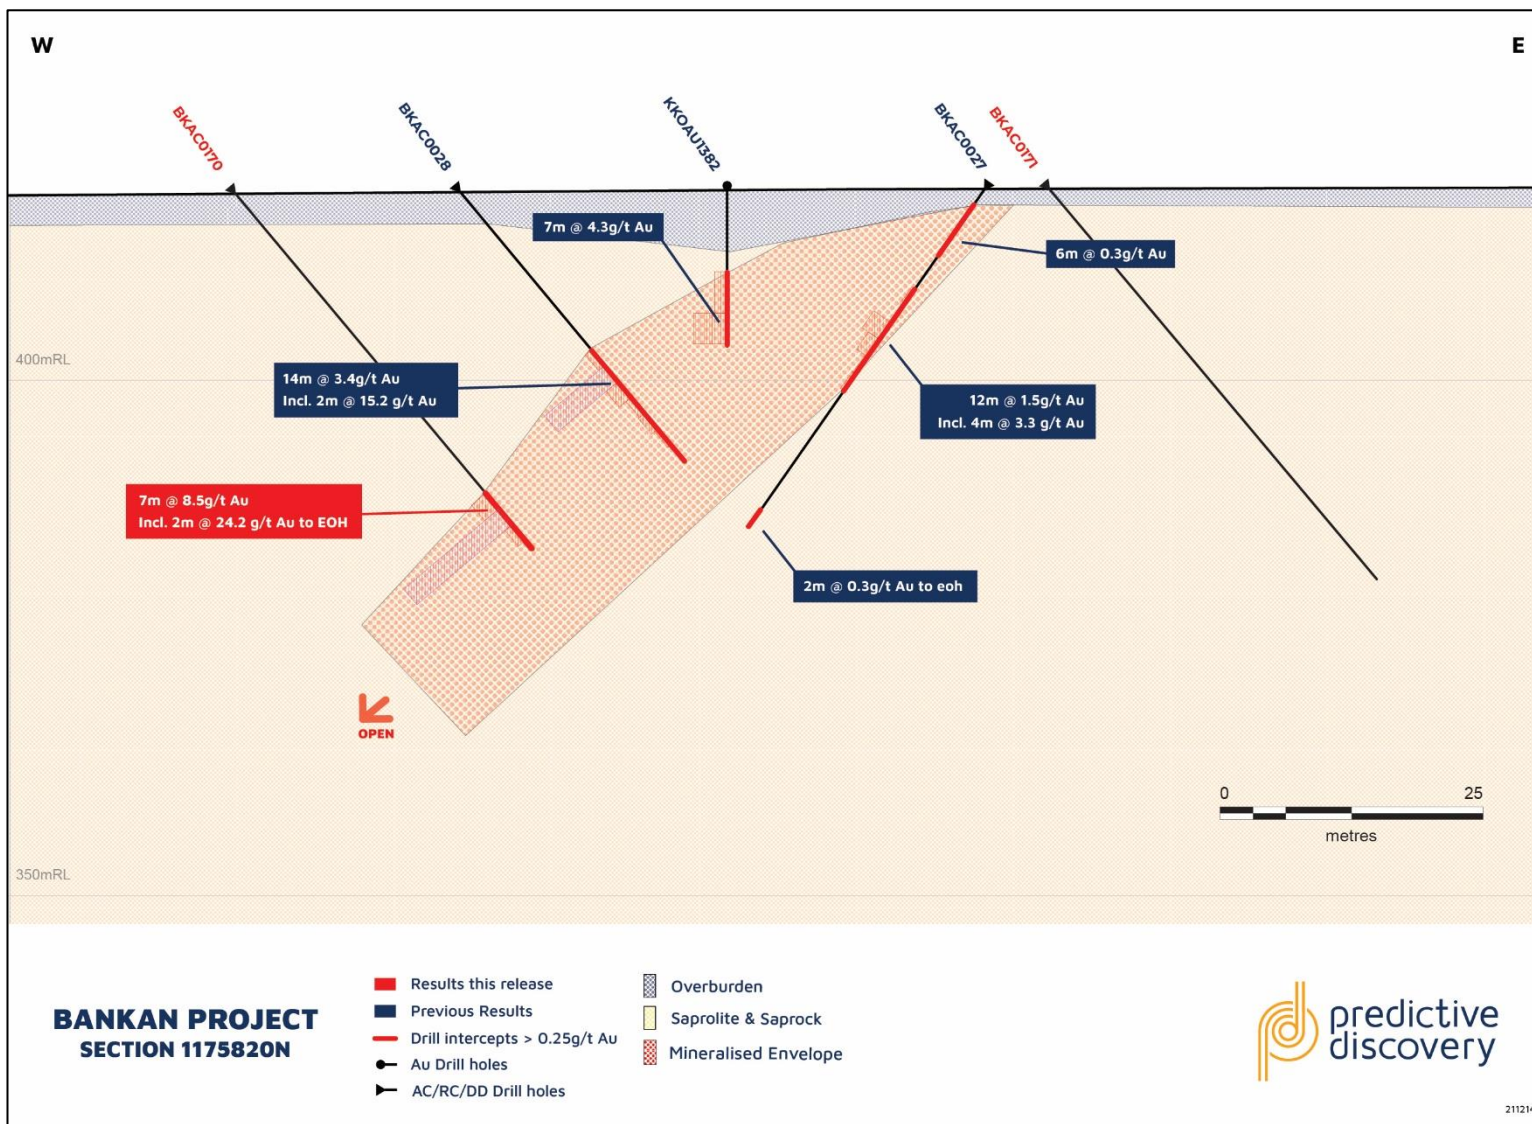 W
E
BKAC0170
BKAC0028
KKOAU1382
BKAC0027
BKAC0171
7m @ 4.3g/t Au
6m @ 0.3g/t Au
400mRL
14m @ 3.4g/t Au
Incl. 2m @ 15.2 g/t Au
12m @ 1.5g/t Au
Incl. 4m @ 3.3 g/t Au
7m @ 8.5g/t Au
Incl. 2m @ 24.2 g/t Au to EOH
2m @ 0.3g/t Au to eoh
OPEN
0 25
metres
350mRL
BANKAN PROJECT
SECTION 1175820N
Results this release
Previous Results
Drill intercepts > 0.25g/t Au
Au Drill holes
AC/RC/DD Drill holes
Overburden
Saprolite & Saprock
Mineralised Envelope
predictive
discovery
211214